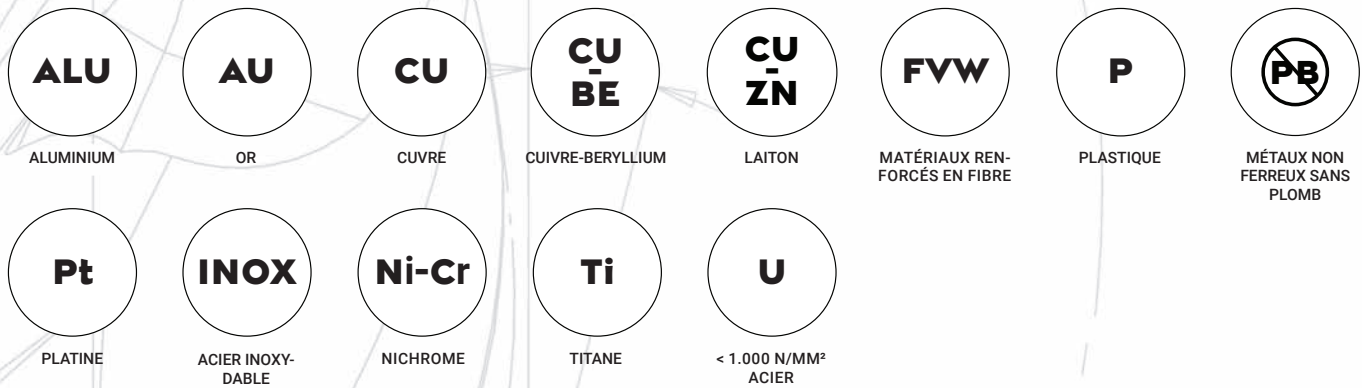 ALU
AU
CU
CU
-
BE
CU
-
ZN
FVW
P
PB
ALUMINIUM
OR
CUVRE
CUIVRE-BERYLLIUM
LAITON
MATÉRIAUX REN-
FORCÉS EN FIBRE
PLASTIQUE
MÉTAUX NON
FERREUX SANS
PLOMB
Pt
INOX
Ni-Cr
Ti
U
PLATINE
ACIER INOXY-
DABLE
NICHROME
TITANE
< 1.000 N/MM²
ACIER